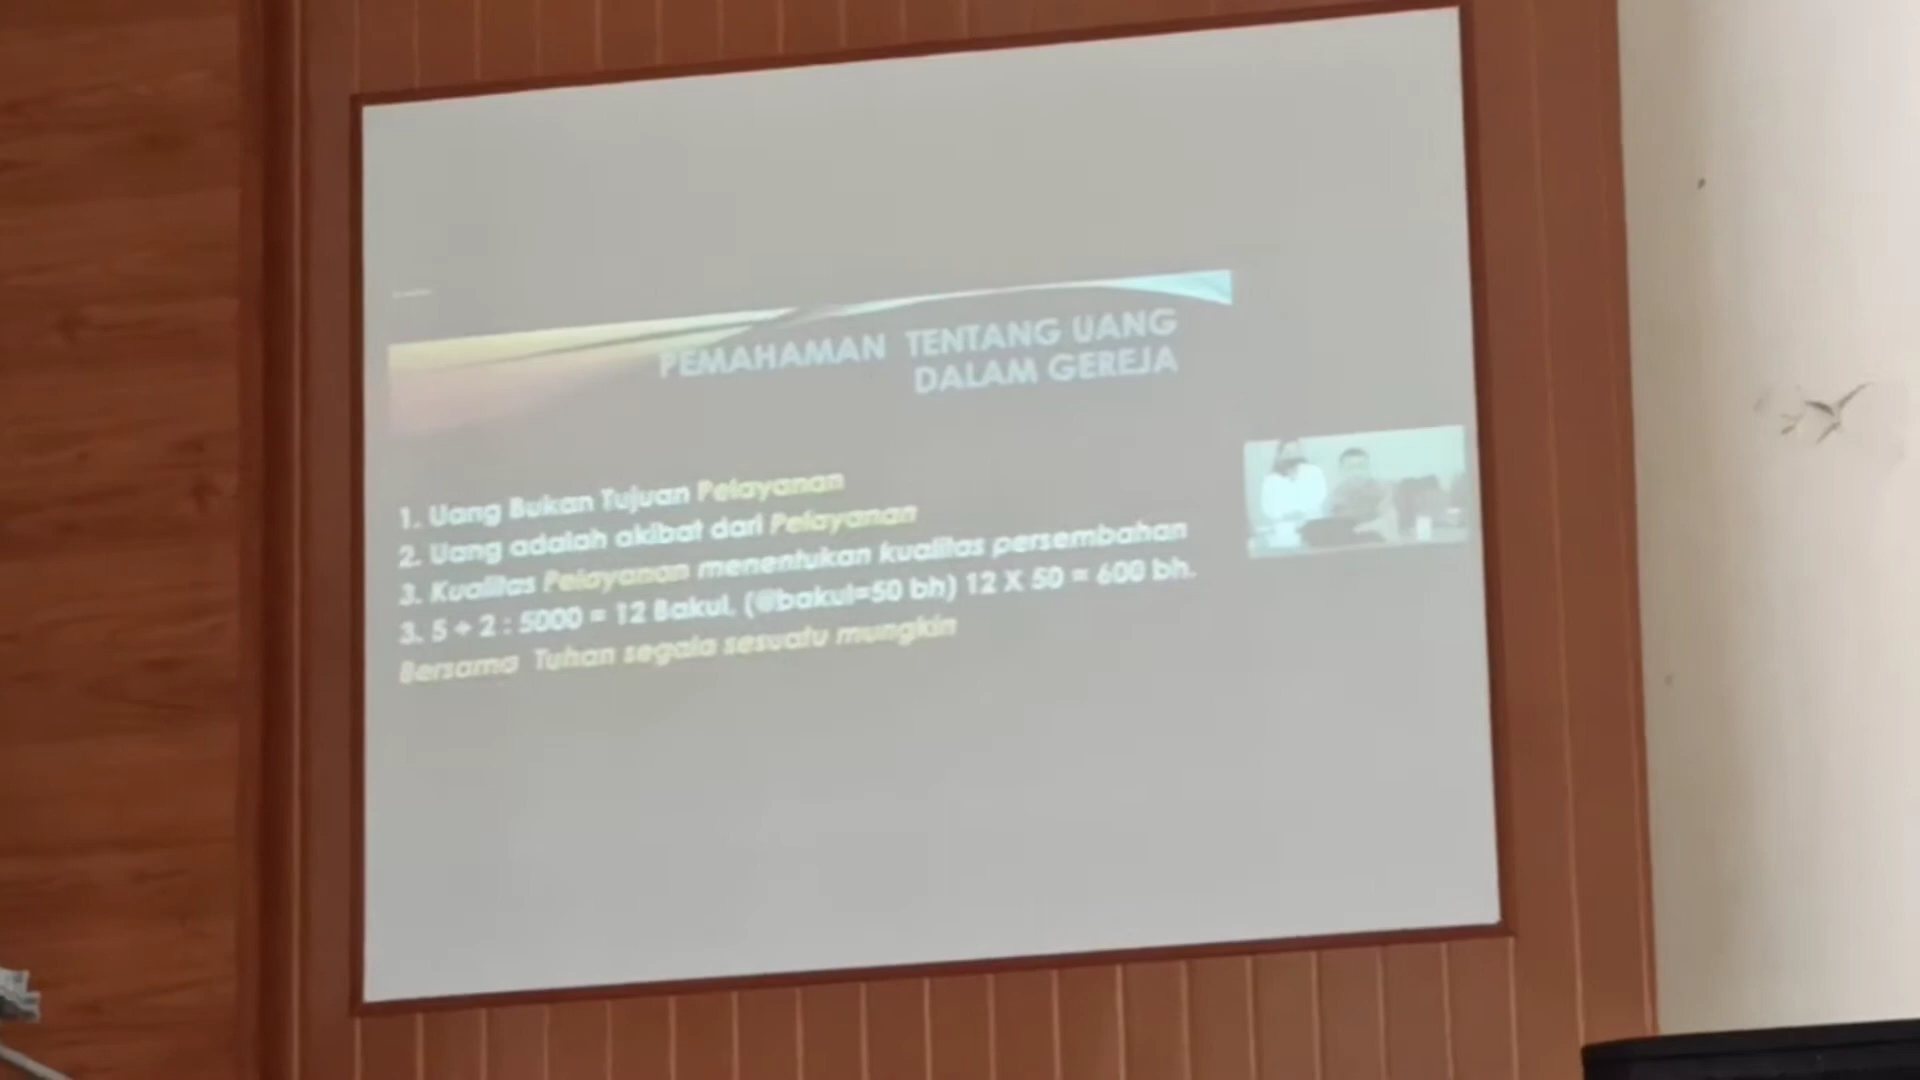 PEMAHAMAN TENTANG UANG
DALAM GEREJA
1. Uang Bukan Tujuan Pelayanan
2. Uang adalah akibat dari Pelayanan
3. Kualitas Pelayanan menentukan kualitas persembahan
3. 5 + 2 : 5000 = 12 Bakul. (@bakul=50 bh) 12 X 50 = 600 bh.
Bersama Tuhan segala sesuatu mungkin